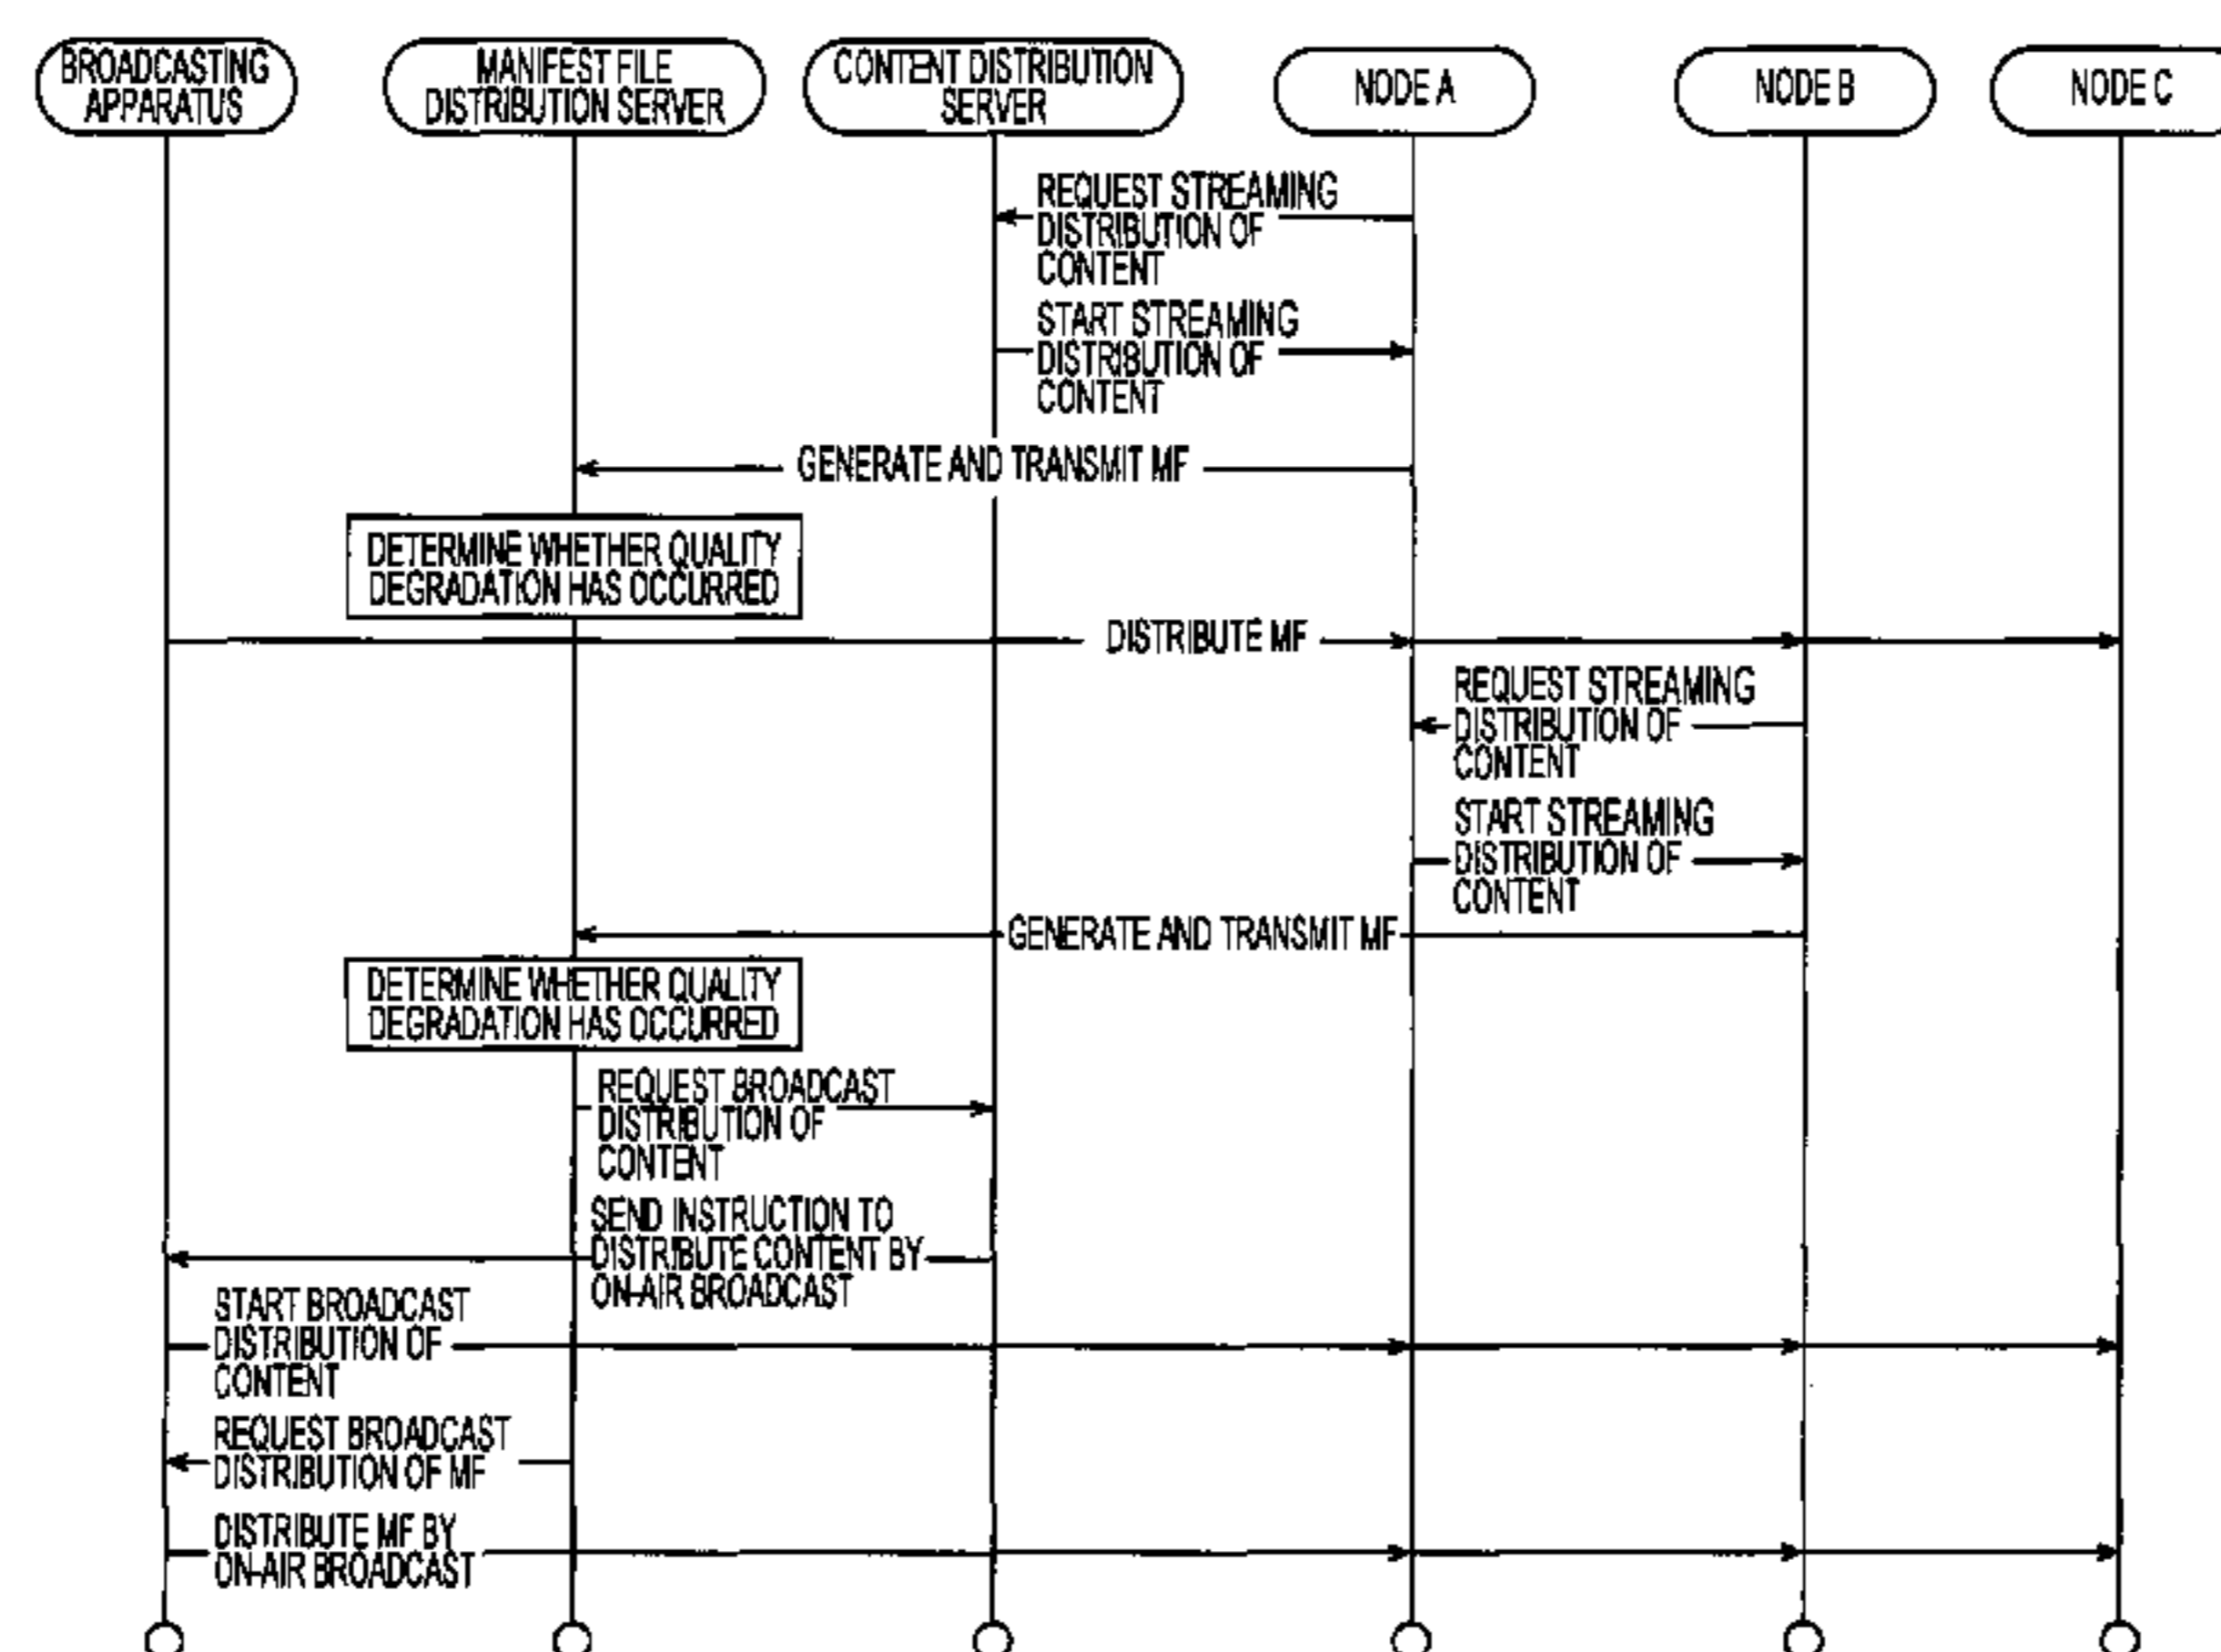 BROADCASTING
APPARATUS
MANIFEST FILE
DISTRIBUTION SERVER
CONTENT DISTRIBUTION
SERVER
NODE A
NODE B
NODE C
REQUEST STREAMING
DISTRIBUTION OF
CONTENT
START STREAMING
DISTRIBUTION OF
CONTENT
GENERATE AND TRANSMIT MF
DETERMINE WHETHER QUALITY
DEGRADATION HAS OCCURRED
DISTRIBUTE MF
REQUEST STREAMING
DISTRIBUTION OF
CONTENT
START STREAMING
DISTRIBUTION OF
CONTENT
GENERATE AND TRANSMIT MF
DETERMINE WHETHER QUALITY
DEGRADATION HAS OCCURRED
REQUEST BROADCAST
DISTRIBUTION OF
CONTENT
SEND INSTRUCTION TO
DISTRIBUTE CONTENT BY
ON-AIR BROADCAST
START BROADCAST
DISTRIBUTION OF
CONTENT
REQUEST BROADCAST
DISTRIBUTION OF MF
DISTRIBUTE MF BY
ON-AIR BROADCAST